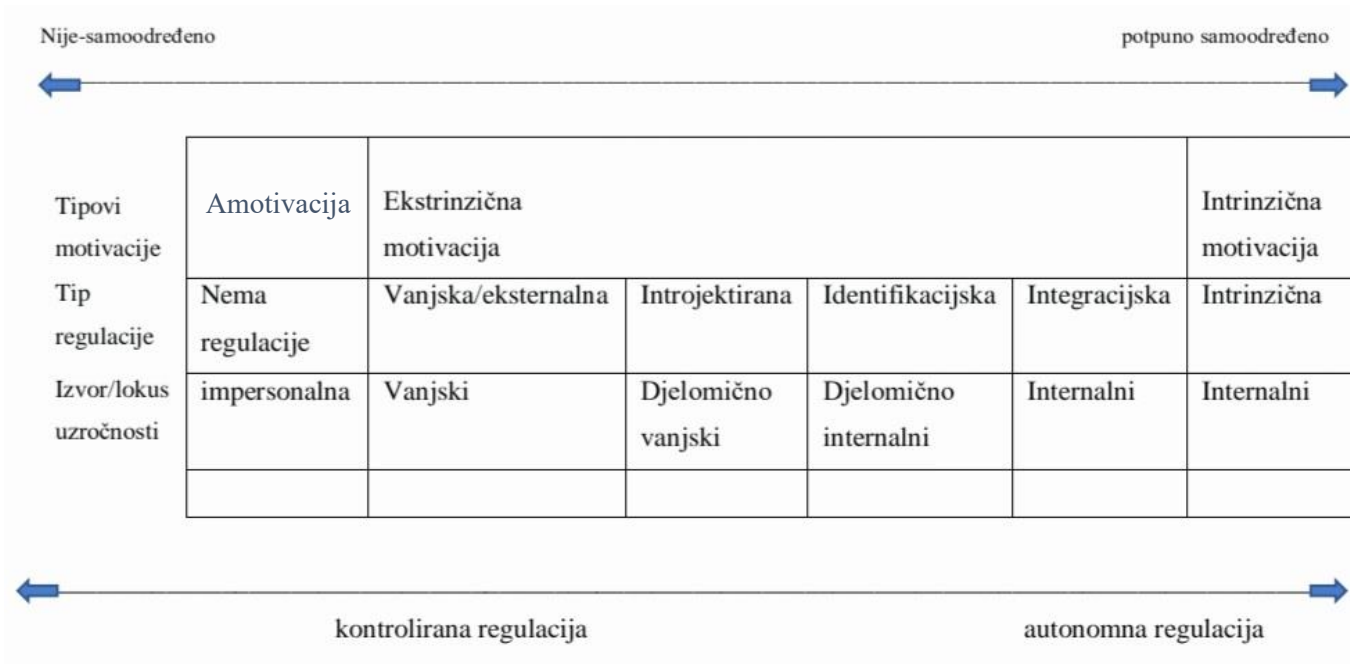 Nije-samoodređeno potpuno samoodređeno
Tipovi motivacije Amotivacija Ekstrinzična motivacija Intrinzična motivacija
Tip regulacije Nema regulacije Vanjska/eksternalna Introjektirana Identifikacijska Integracijska Intrinzična
Izvor/lokus uzročnosti impersonalna Vanjski Djelomično vanjski Djelomično internalni Internalni Internalni
kontrolirana regulacija autonomna regulacija